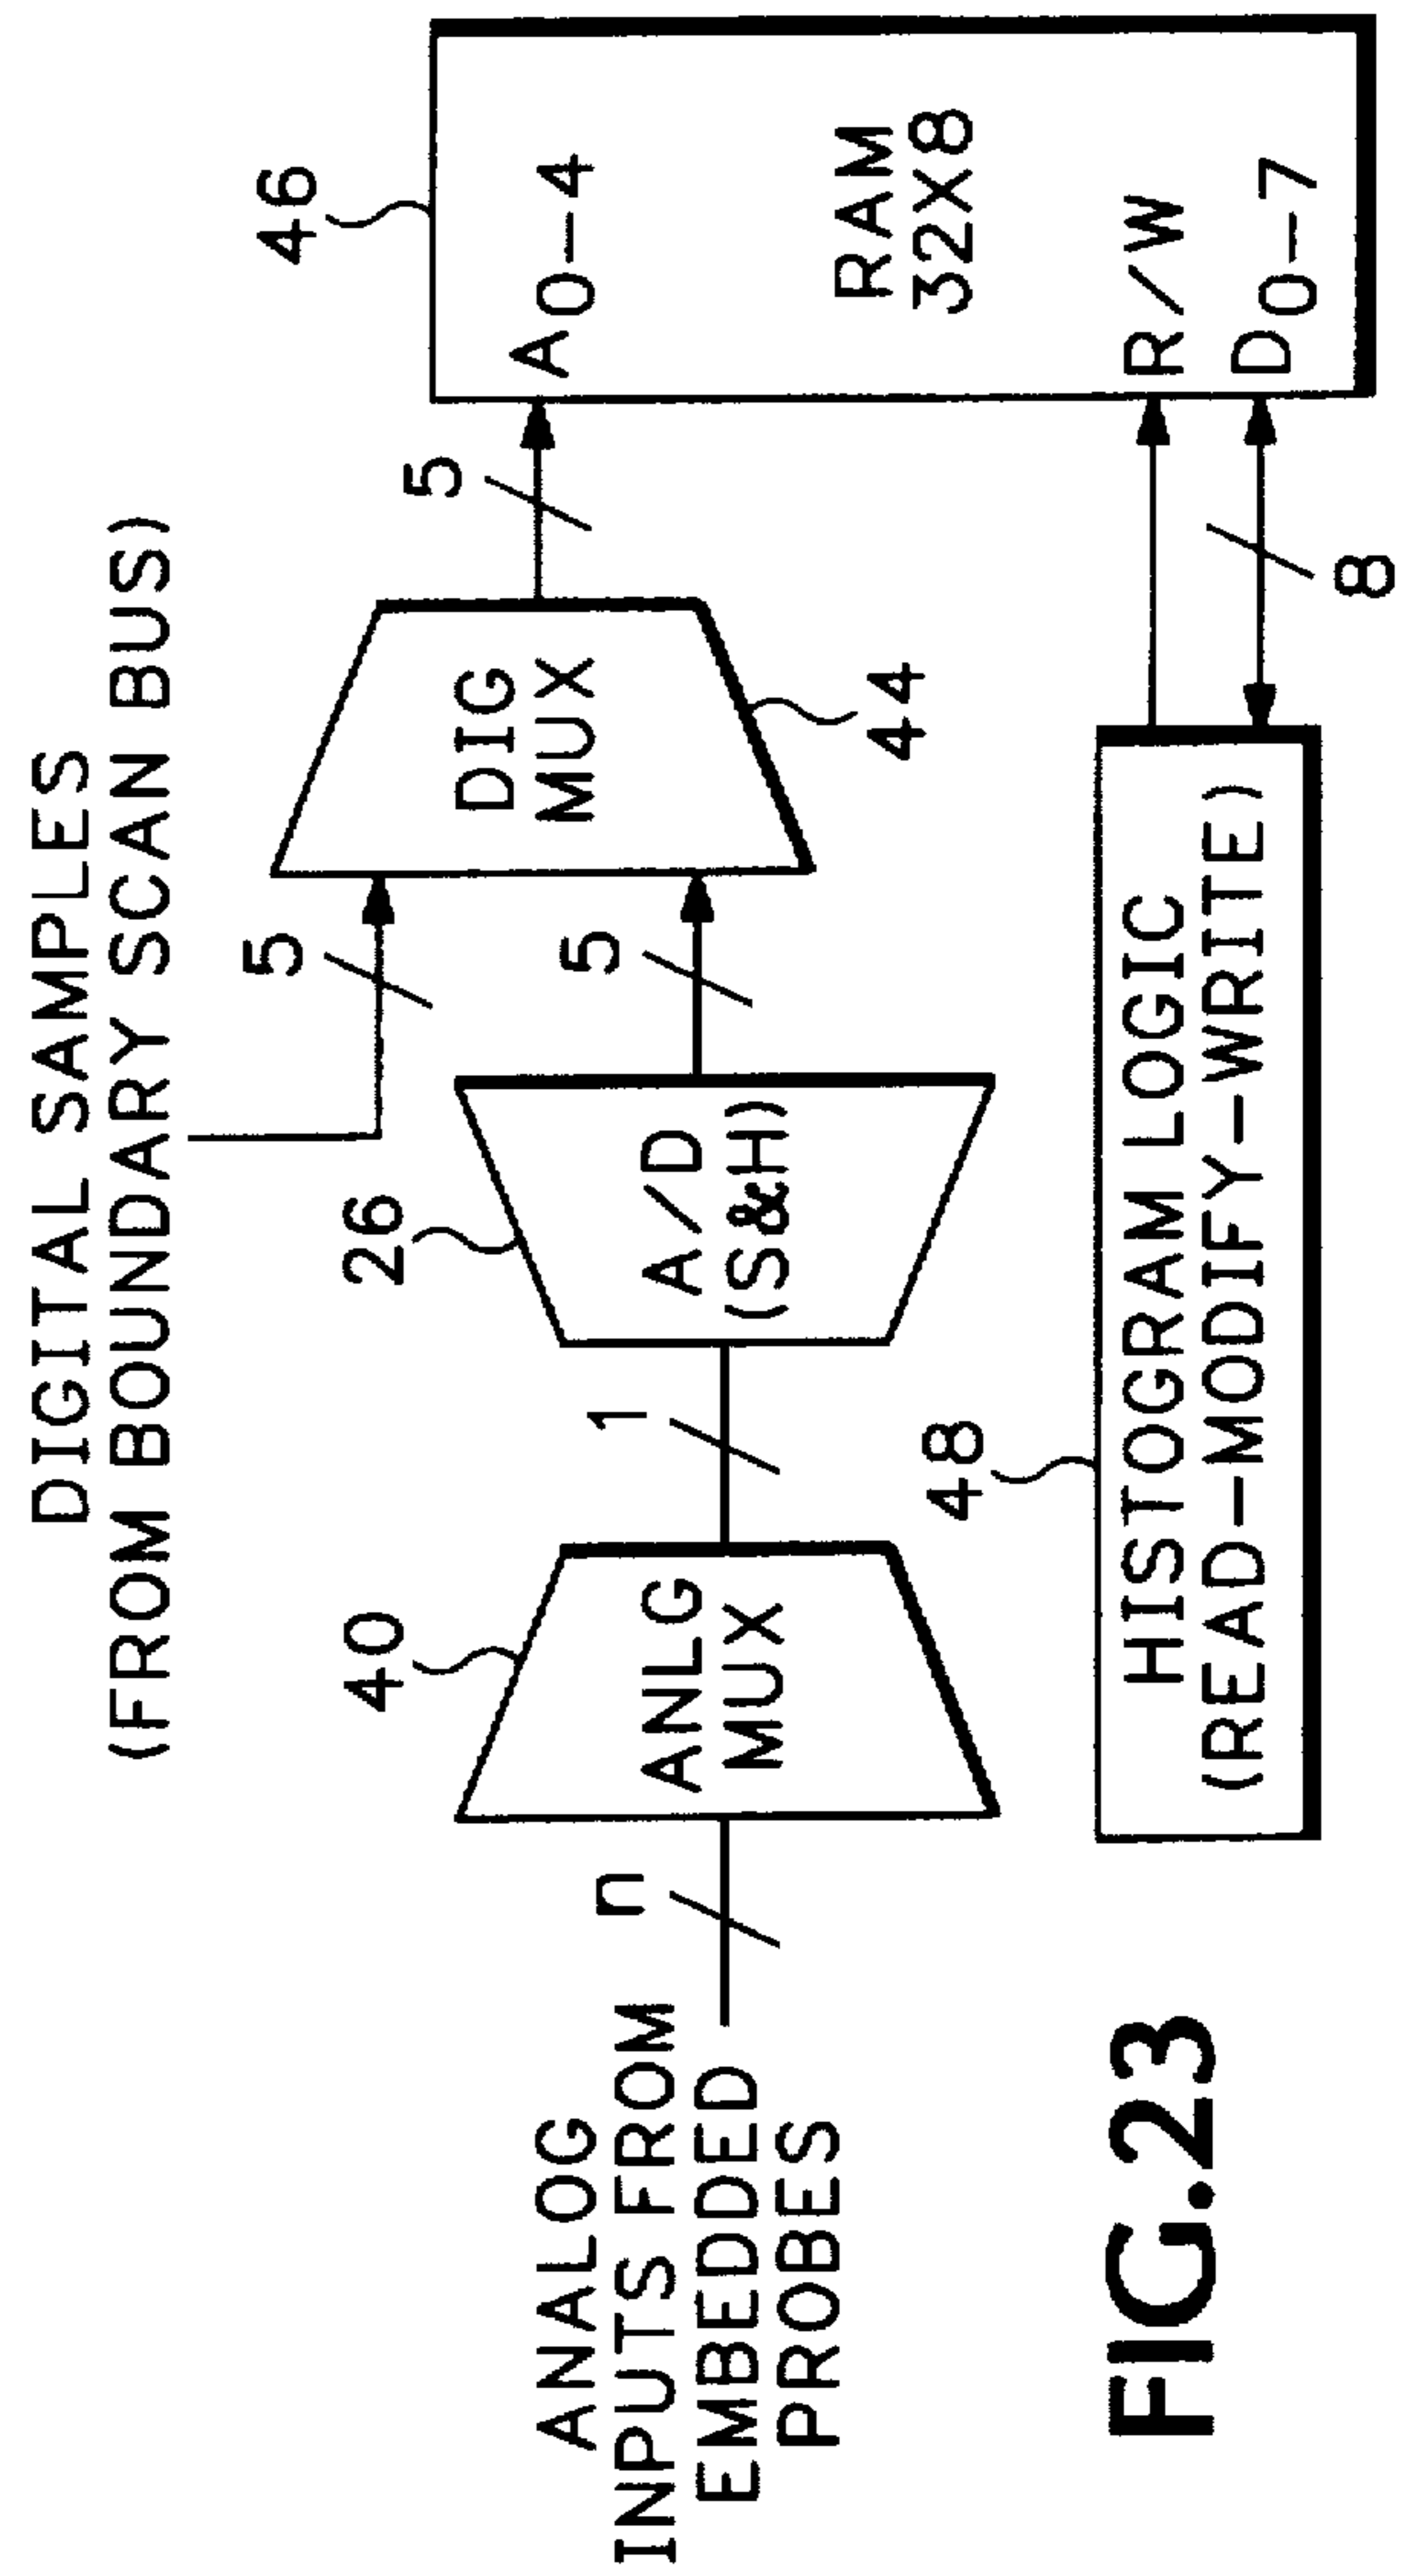 DIGITAL SAMPLES
(FROM BOUNDARY SCAN BUS)
46
A0-4
RAM
32X8
R/W
D0-7
5
DIG
MUX
44
5
5
26
A/D
(S&H)
1
40
ANLG
MUX
n
ANALOG
INPUTS FROM
EMBEDDED
PROBES
8
48
HISTOGRAM LOGIC
(READ-MODIFY-WRITE)
FIG.23